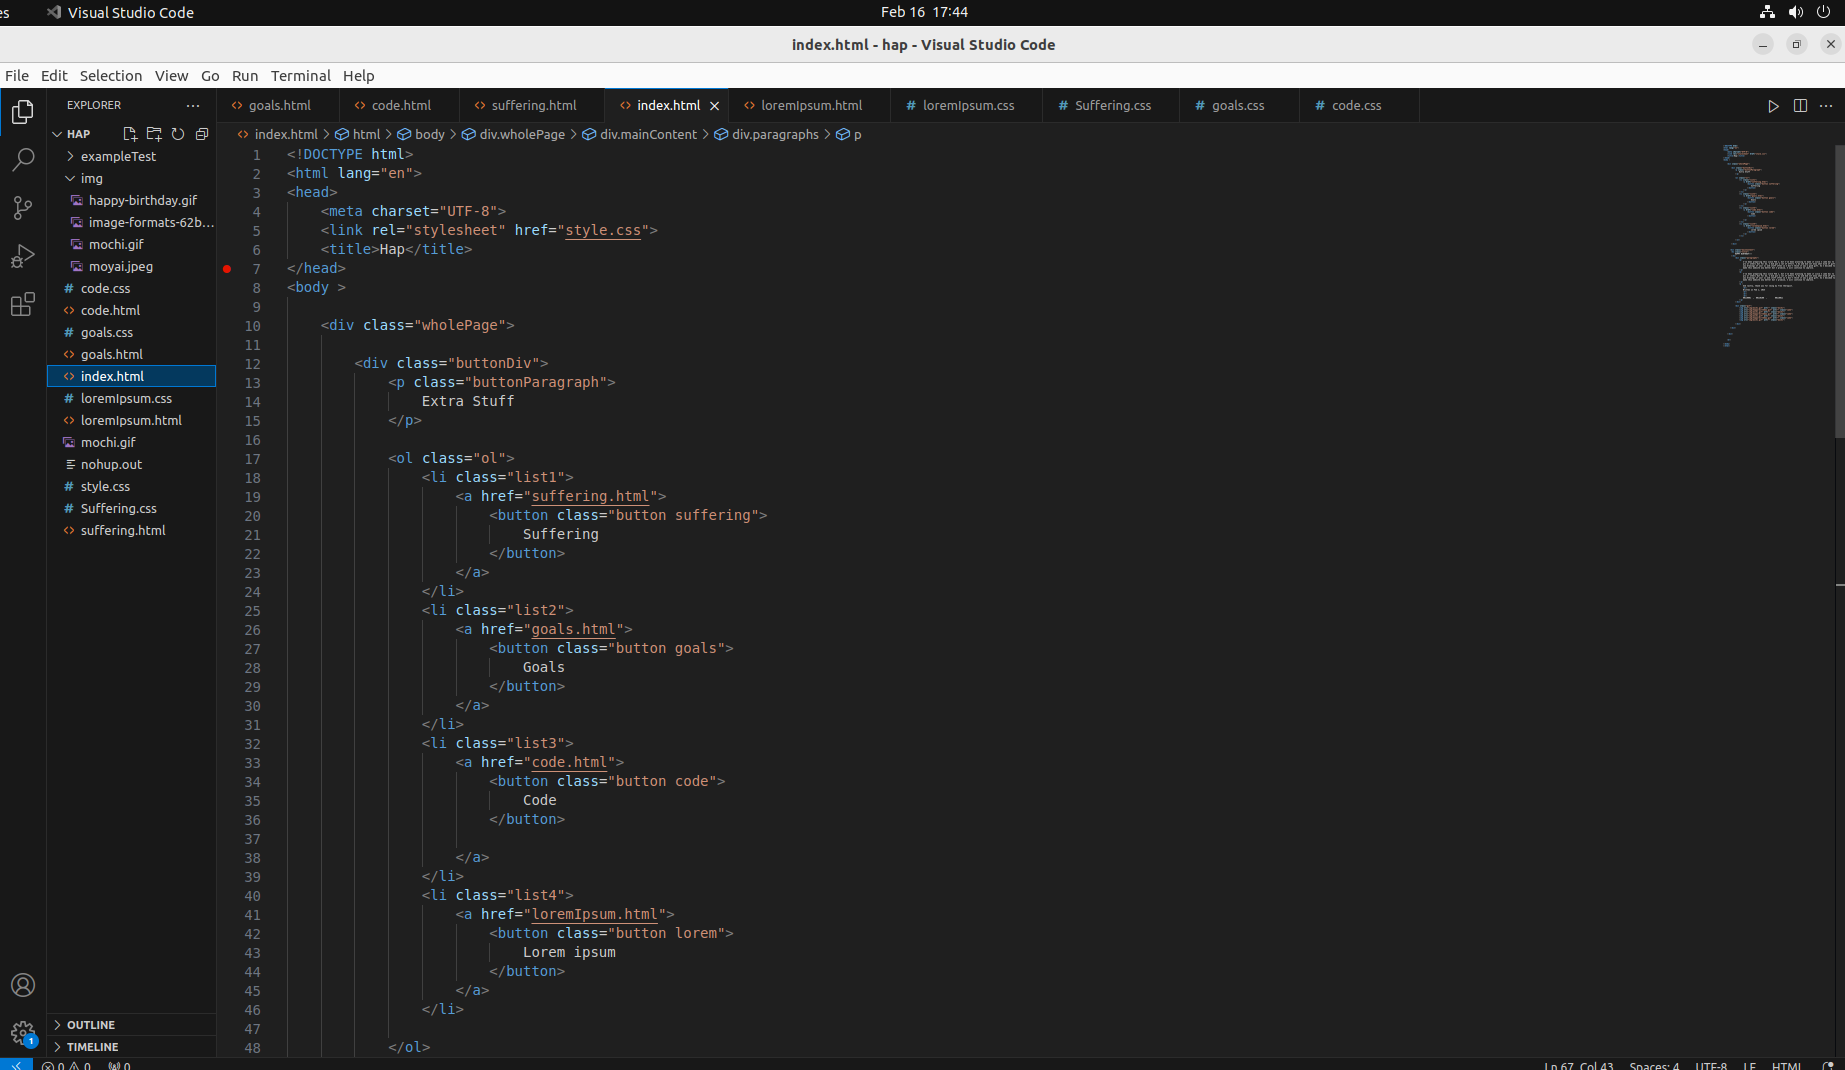 es Visual Studio Code Feb 16 17:44
index.html - hap - Visual Studio Code
File Edit Selection View Go Run Terminal Help
EXPLORER
HAP
exampleTest
img
happy-birthday.gif
image-formats-62b...
mochi.gif
moyai.jpeg
code.css
code.html
goals.css
goals.html
index.html
loremIpsum.css
loremIpsum.html
mochi.gif
nohup.out
style.css
Suffering.css
suffering.html
OUTLINE
TIMELINE
goals.html code.html suffering.html index.html loremIpsum.html loremIpsum.css Suffering.css goals.css code.css
index.html > html > body > div.wholePage > div.mainContent > div.paragraphs > p
1 <!DOCTYPE html>
2 <html lang="en">
3 <head>
4 <meta charset="UTF-8">
5 <link rel="stylesheet" href="style.css">
6 <title>Hap</title>
7 </head>
8 <body >
9
10 <div class="wholePage">
11
12 <div class="buttonDiv">
13 <p class="buttonParagraph">
14 Extra Stuff
15 </p>
16
17 <ol class="ol">
18 <li class="list1">
19 <a href="suffering.html">
20 <button class="button suffering">
21 Suffering
22 </button>
23 </a>
24 </li>
25 <li class="list2">
26 <a href="goals.html">
27 <button class="button goals">
28 Goals
29 </button>
30 </a>
31 </li>
32 <li class="list3">
33 <a href="code.html">
34 <button class="button code">
35 Code
36 </button>
37
38 </a>
39 </li>
40 <li class="list4">
41 <a href="loremIpsum.html">
42 <button class="button lorem">
43 Lorem ipsum
44 </button>
45 </a>
46 </li>
47
48 </ol>
1
0 0 0 Ln 67, Col 43 Spaces: 4 UTF-8 LF HTML